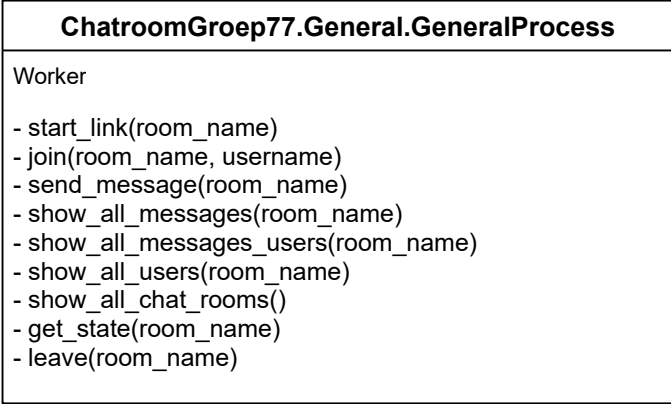 ChatroomGroep77.General.GeneralProcess
Worker
- start_link(room_name)
- join(room_name, username)
- send_message(room_name)
- show_all_messages(room_name)
- show_all_messages_users(room_name)
- show_all_users(room_name)
- show_all_chat_rooms()
- get_state(room_name)
- leave(room_name)